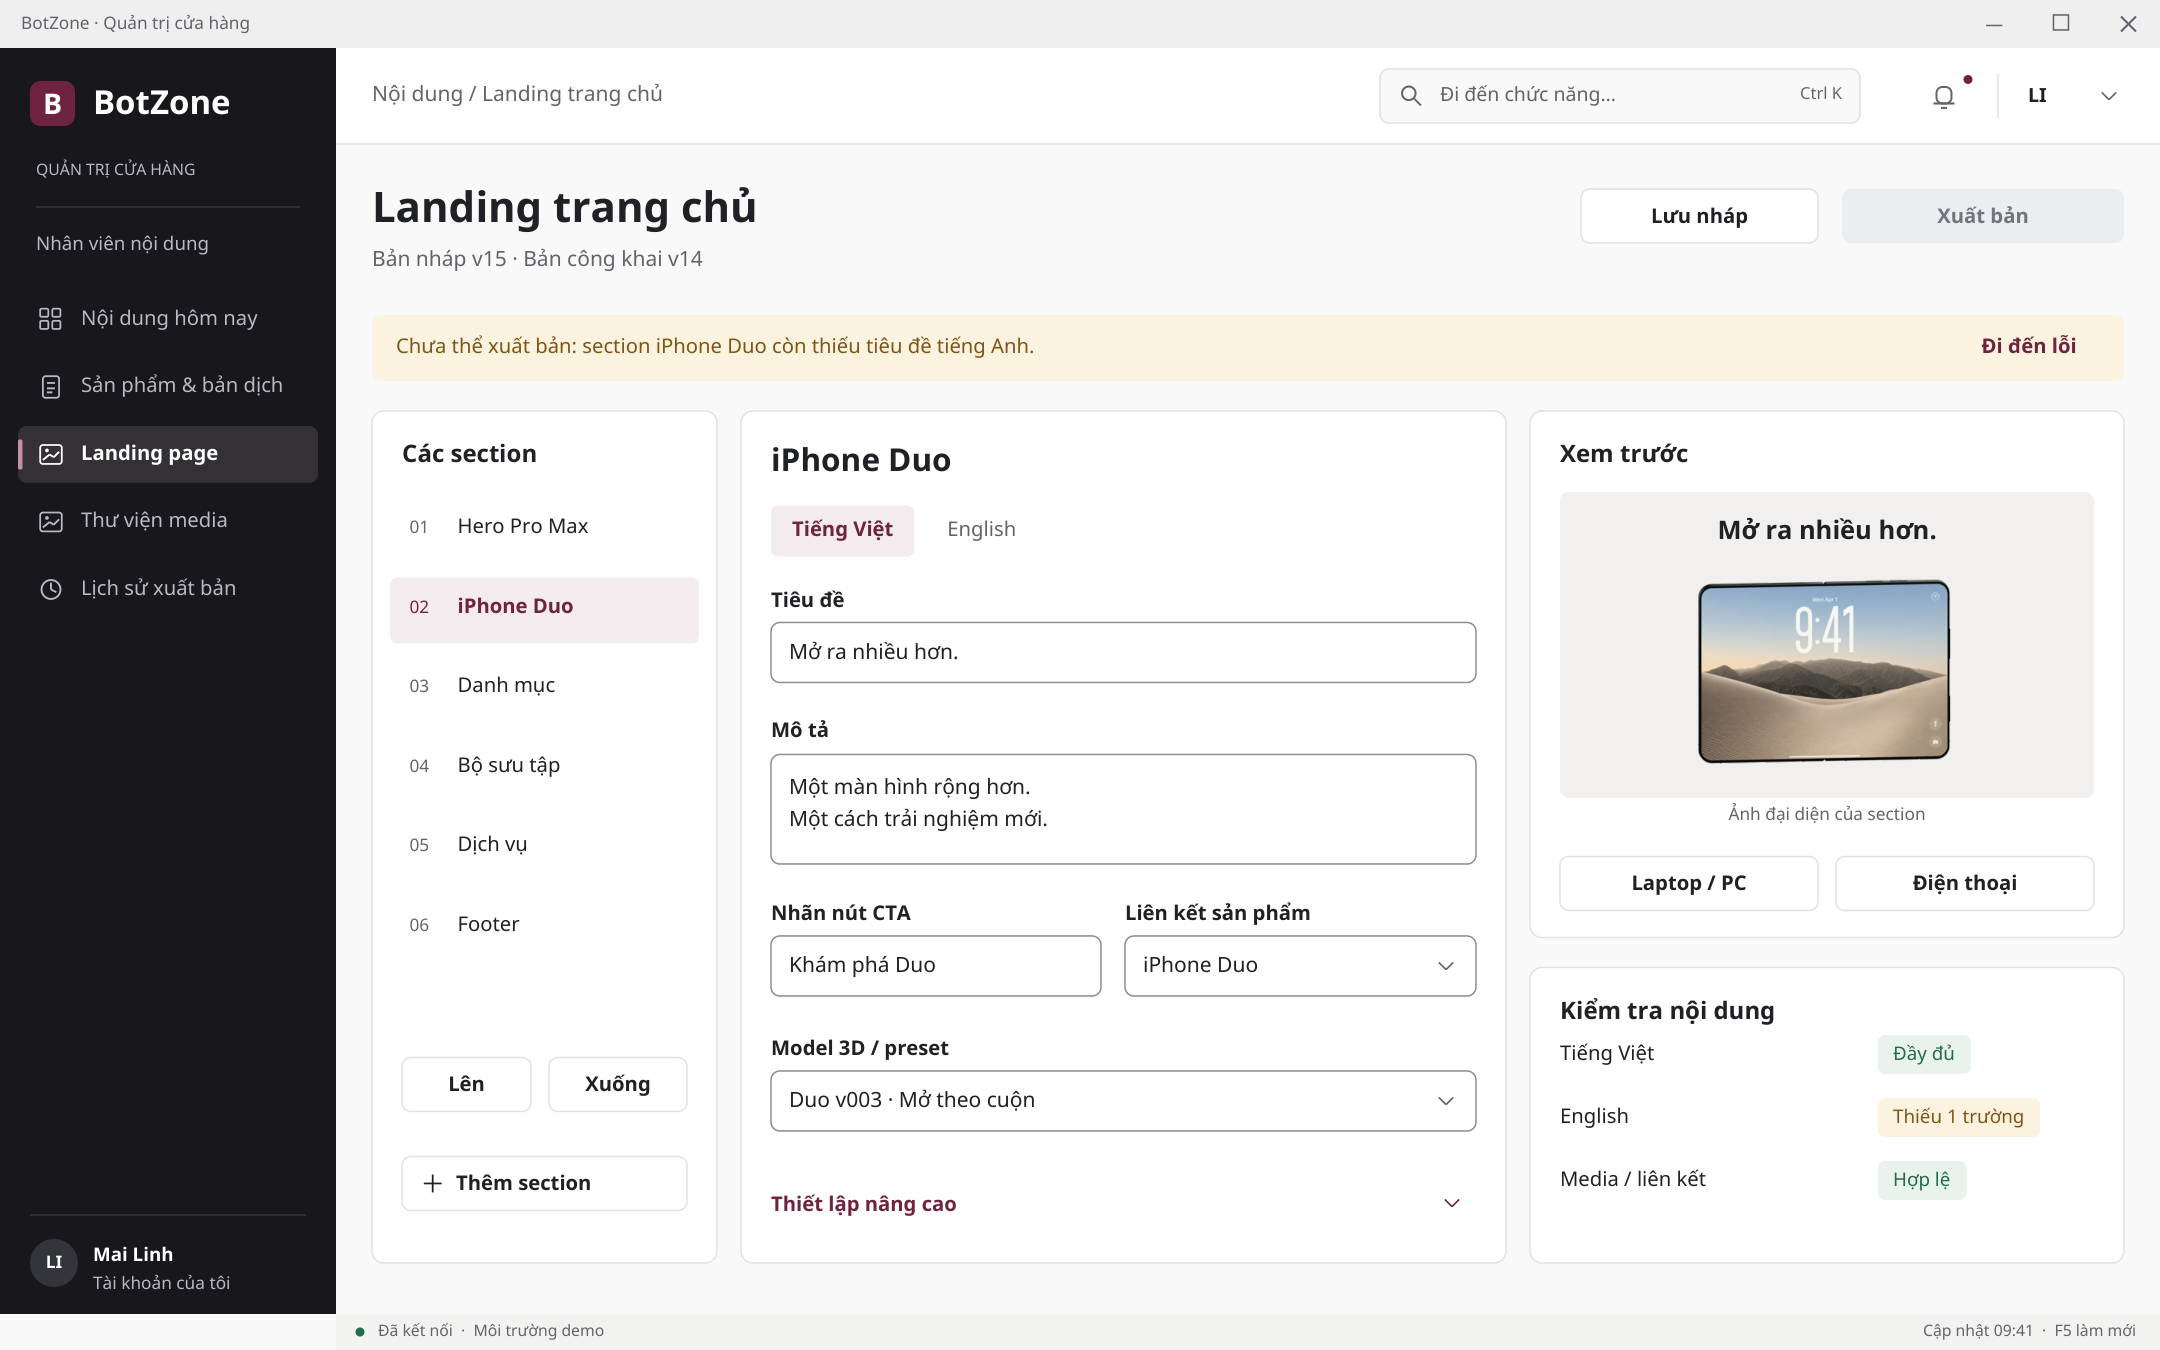 BotZone · Quản trị cửa hàng
B BotZone
QUẢN TRỊ CỬA HÀNG
Nhân viên nội dung
Nội dung hôm nay
Sản phẩm & bản dịch
Landing page
Thư viện media
Lịch sử xuất bản
LI
Mai Linh
Tài khoản của tôi
Nội dung / Landing trang chủ
Đi đến chức năng...
Ctrl K
LI
Landing trang chủ
Bản nháp v15 · Bản công khai v14
Lưu nháp
Xuất bản
Chưa thể xuất bản: section iPhone Duo còn thiếu tiêu đề tiếng Anh.
Đi đến lỗi
Các section
01 Hero Pro Max
02 iPhone Duo
03 Danh mục
04 Bộ sưu tập
05 Dịch vụ
06 Footer
Lên
Xuống
Thêm section
iPhone Duo
Tiếng Việt
English
Tiêu đề
Mở ra nhiều hơn.
Mô tả
Một màn hình rộng hơn.
Một cách trải nghiệm mới.
Nhãn nút CTA
Khám phá Duo
Liên kết sản phẩm
iPhone Duo
Model 3D / preset
Duo v003 · Mở theo cuộn
Thiết lập nâng cao
Xem trước
Mở ra nhiều hơn.
Wed Apr 1
9:41
Ảnh đại diện của section
Laptop / PC
Điện thoại
Kiểm tra nội dung
Tiếng Việt
Đầy đủ
English
Thiếu 1 trường
Media / liên kết
Hợp lệ
Đã kết nối · Môi trường demo
Cập nhật 09:41 · F5 làm mới